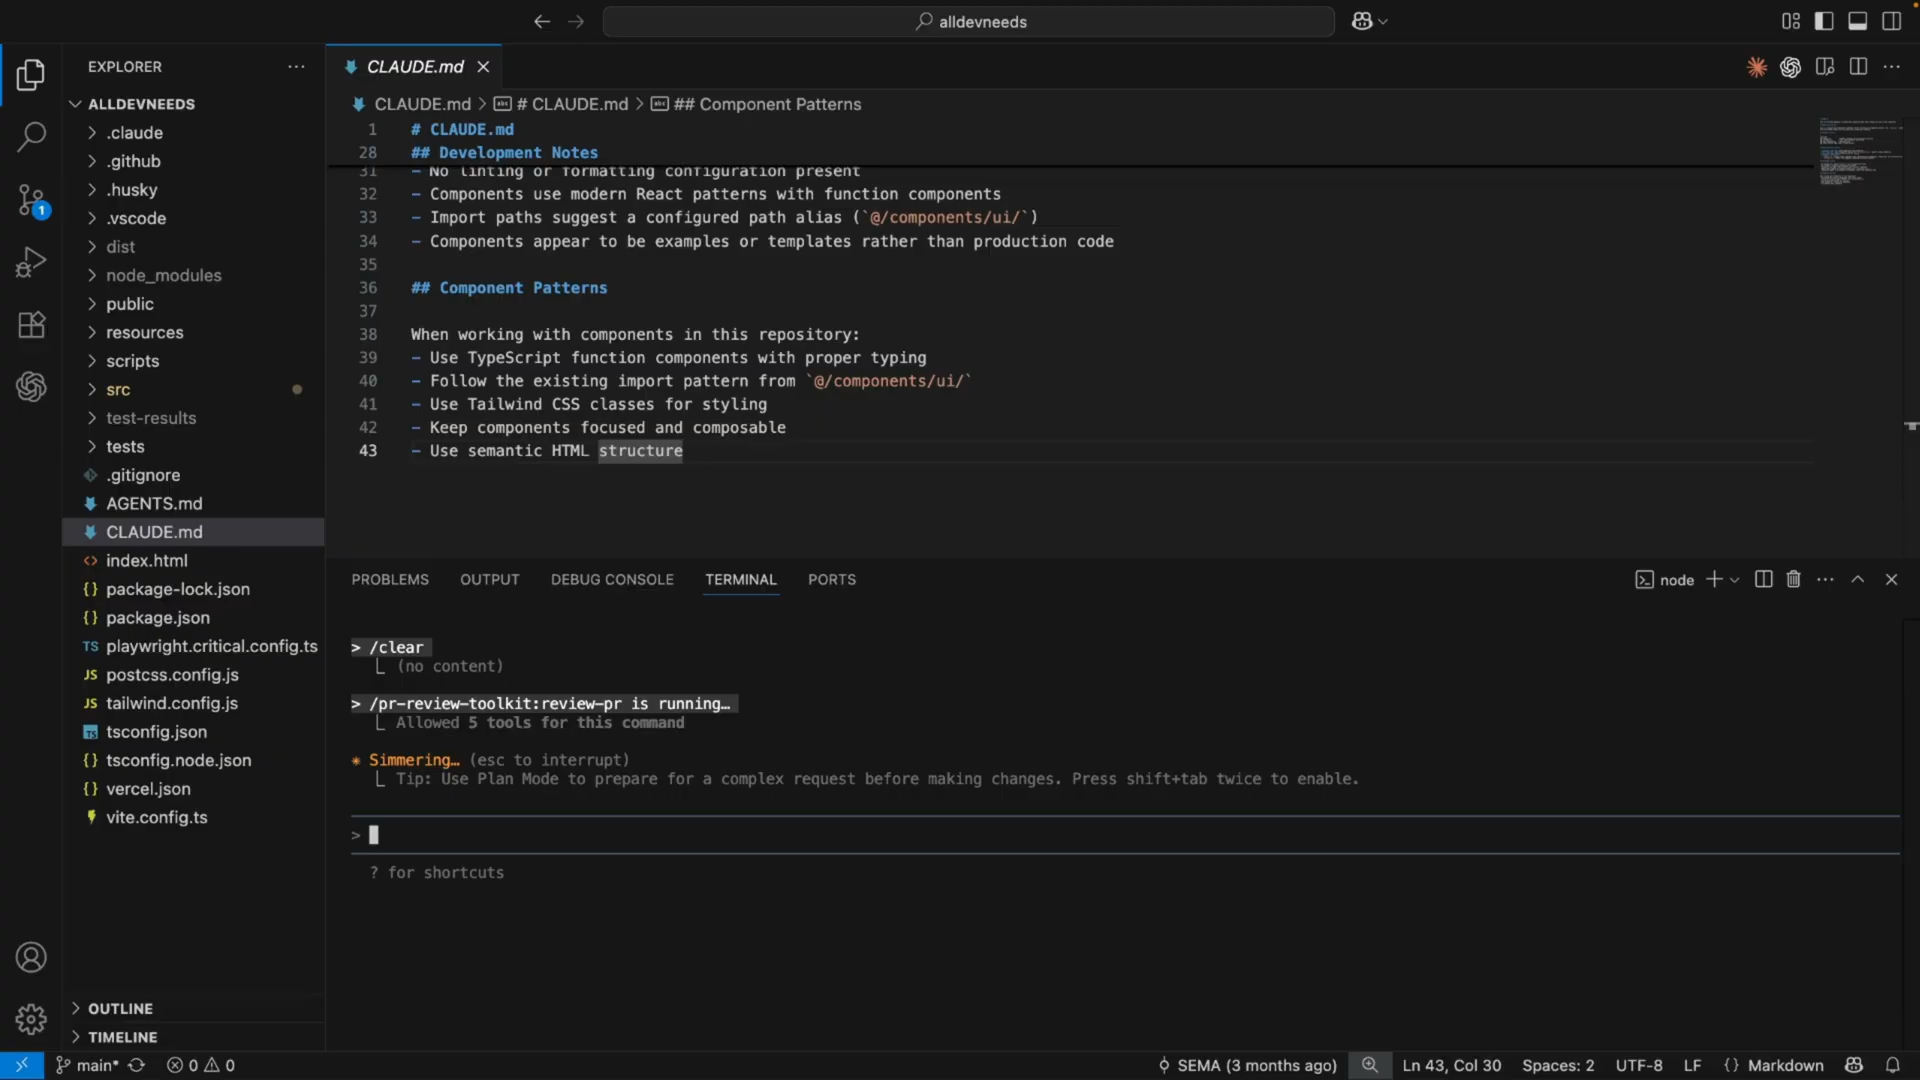 alldevneeds
EXPLORER
ALLDEVNEEDS
.claude
.github
.husky
.vscode
dist
node_modules
public
resources
scripts
src
test-results
tests
.gitignore
AGENTS.md
CLAUDE.md
index.html
package-lock.json
package.json
playwright.critical.config.ts
postcss.config.js
tailwind.config.js
tsconfig.json
tsconfig.node.json
vercel.json
vite.config.ts
OUTLINE
TIMELINE
CLAUDE.md
CLAUDE.md > # CLAUDE.md > ## Component Patterns
1 # CLAUDE.md
28 ## Development Notes
31 - No linting or formatting configuration present
32 - Components use modern React patterns with function components
33 - Import paths suggest a configured path alias (`@/components/ui/`)
34 - Components appear to be examples or templates rather than production code
35
36 ## Component Patterns
37
38 When working with components in this repository:
39 - Use TypeScript function components with proper typing
40 - Follow the existing import pattern from `@/components/ui/`
41 - Use Tailwind CSS classes for styling
42 - Keep components focused and composable
43 - Use semantic HTML structure
PROBLEMS OUTPUT DEBUG CONSOLE TERMINAL PORTS node
> /clear
(no content)
> /pr-review-toolkit:review-pr is running…
Allowed 5 tools for this command
* Simmering… (esc to interrupt)
Tip: Use Plan Mode to prepare for a complex request before making changes. Press shift+tab twice to enable.
>
? for shortcuts
main* 0 0 SEMA (3 months ago) Ln 43, Col 30 Spaces: 2 UTF-8 LF {} Markdown